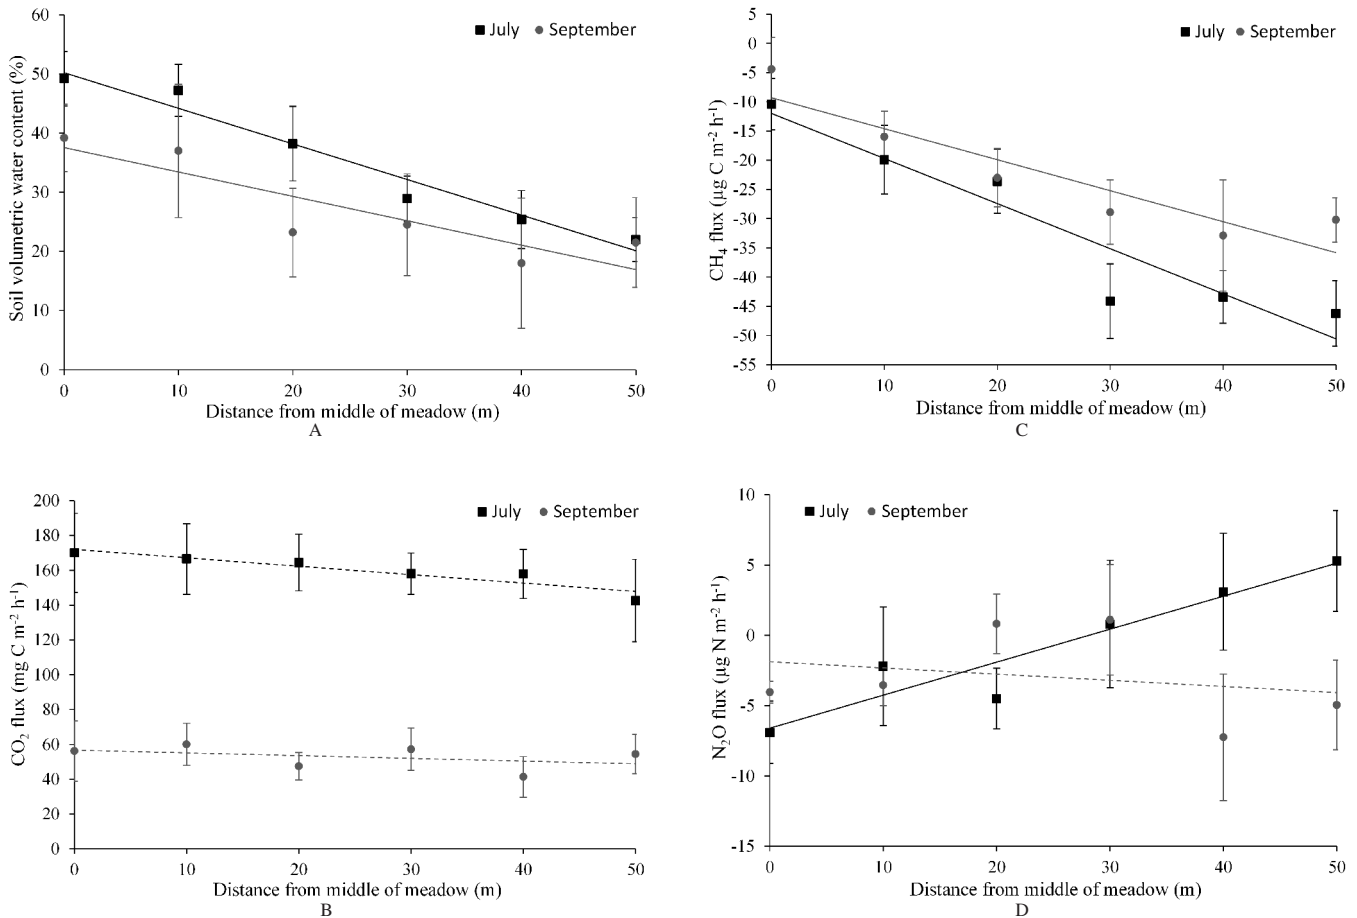 60
50
40
30
20
10
0
Soil volumetric water content (%)
July
September
0 10 20 30 40 50
Distance from middle of meadow (m)
A
5
0
-5
-10
-15
-20
-25
-30
-35
-40
-45
-50
-55
CH₄ flux (µg C m⁻² h⁻¹)
July
September
0 10 20 30 40 50
Distance from middle of meadow (m)
C
200
180
160
140
120
100
80
60
40
20
0
CO₂ flux (mg C m⁻² h⁻¹)
July
September
0 10 20 30 40 50
Distance from middle of meadow (m)
B
10
5
0
-5
-10
-15
N₂O flux (µg N m⁻² h⁻¹)
July
September
0 10 20 30 40 50
Distance from middle of meadow (m)
D